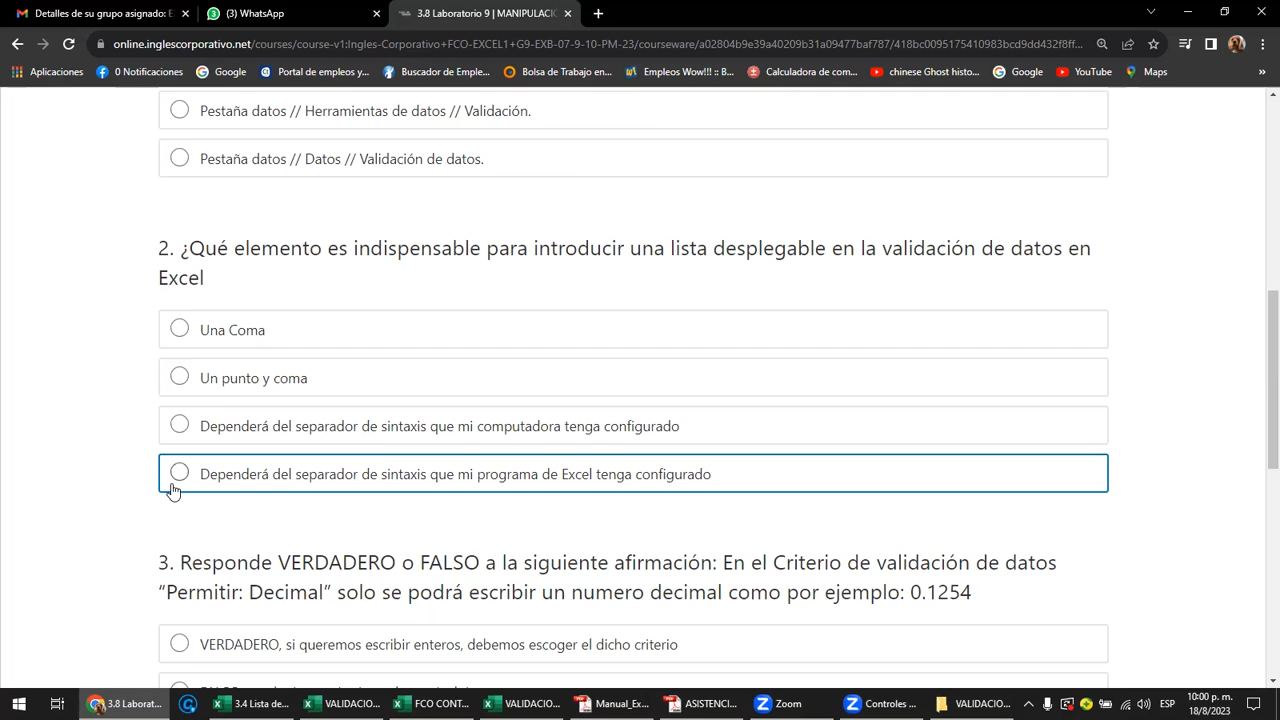 Detalles de su grupo asignado: E
(3) WhatsApp
3.8 Laboratorio 9 | MANIPULACI
online.inglescorporativo.net/courses/course-v1:Ingles-Corporativo+FCO-EXCEL1+G9-EXB-07-9-10-PM-23/courseware/a02804b9e39a40209b31a09477baf787/418bc0095175410983bcd9dd432f8ff...
Aplicaciones
0 Notificaciones
Google
Portal de empleos y...
Buscador de Emple...
Bolsa de Trabajo en...
Empleos Wow!!! :: B...
Calculadora de com...
chinese Ghost histo...
Google
YouTube
Maps
»
Pestaña datos // Herramientas de datos // Validación.
Pestaña datos // Datos // Validación de datos.
2. ¿Qué elemento es indispensable para introducir una lista desplegable en la validación de datos en
Excel
Una Coma
Un punto y coma
Dependerá del separador de sintaxis que mi computadora tenga configurado
Dependerá del separador de sintaxis que mi programa de Excel tenga configurado
3. Responde VERDADERO o FALSO a la siguiente afirmación: En el Criterio de validación de datos
“Permitir: Decimal” solo se podrá escribir un numero decimal como por ejemplo: 0.1254
VERDADERO, si queremos escribir enteros, debemos escoger el dicho criterio
3.8 Laborat...
3.4 Lista de...
VALIDACIO...
FCO CONT...
VALIDACIO...
Manual_Ex...
ASISTENCI...
Zoom
Controles ...
VALIDACIO...
ESP
10:00 p. m.
18/8/2023